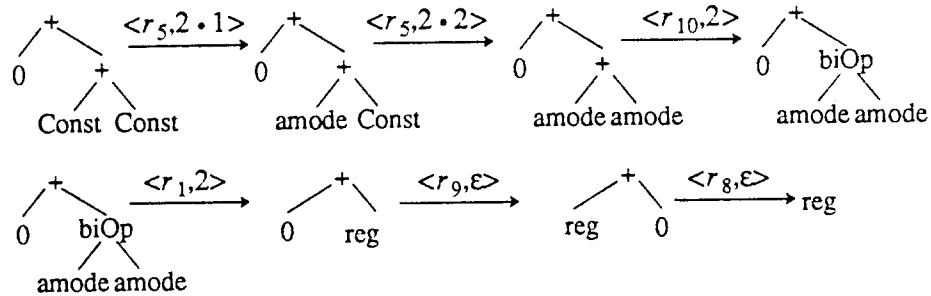 + <r5,2 • 1> + <r5,2 • 2> + <r10,2> +
0 + 0 + 0 + 0 biOp
Const Const amode Const amode amode amode amode
+ <r1,2> + <r9,ε> + <r8,ε> reg
0 biOp 0 reg reg 0
amode amode